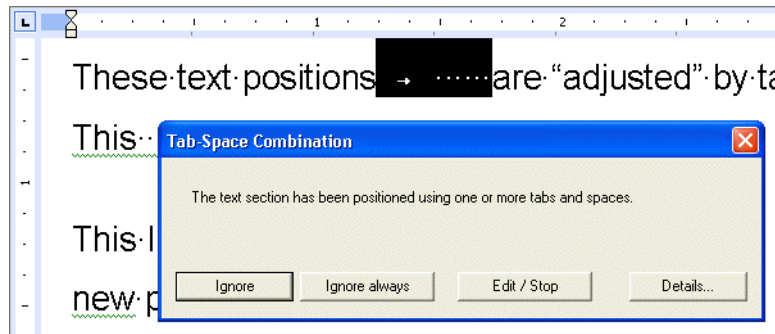 1 2
These text positions → are “adjusted” by ta
This
Tab-Space Combination
1
The text section has been positioned using one or more tabs and spaces.
This l
Ignore Ignore always Edit / Stop Details...
new p